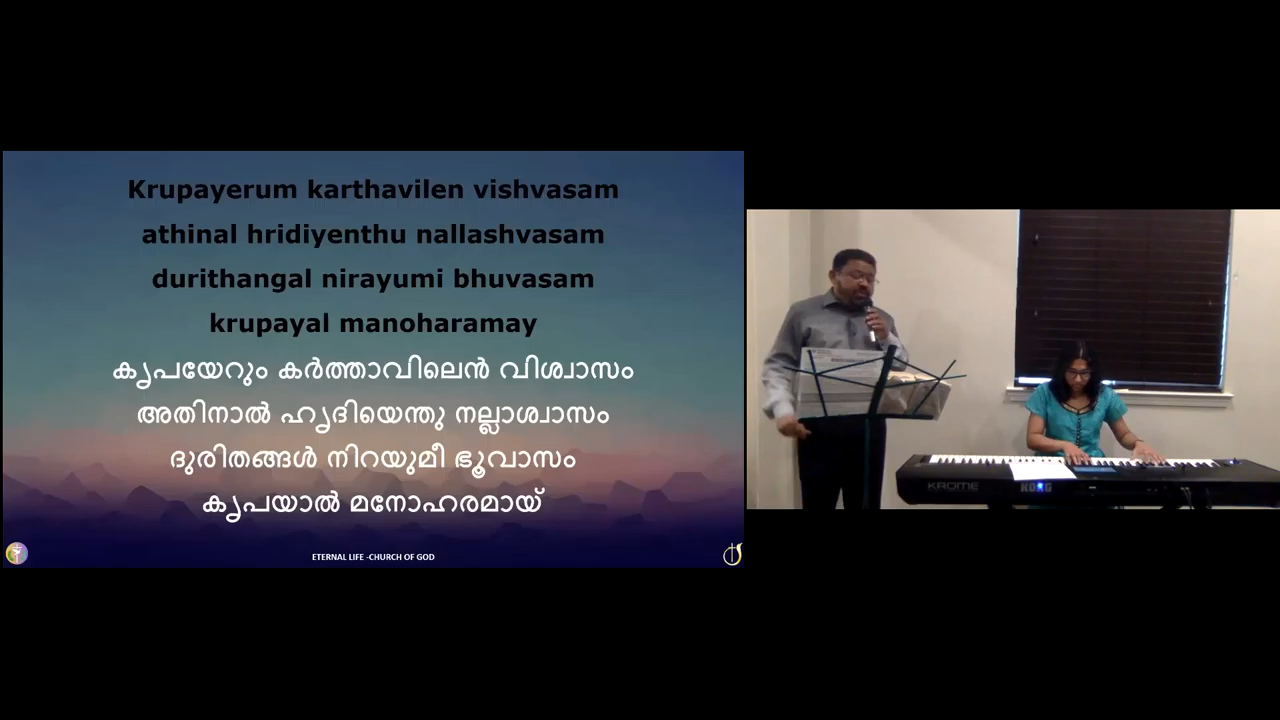 Krupayerum karthavilen vishvasam
athinal hridiyenthu nallashvasam
durithangal nirayumi bhuvasam
krupayal manoharamay
കൃപയേറും കർത്താവിലെൻ വിശ്വാസം
അതിനാൽ ഹൃദിയെന്തു നല്ലാശ്വാസം
ദുരിതങ്ങൾ നിറയുമീ ഭൂവാസം
കൃപയാൽ മനോഹരമായ്
ETERNAL LIFE -CHURCH OF GOD
KROME
KORG